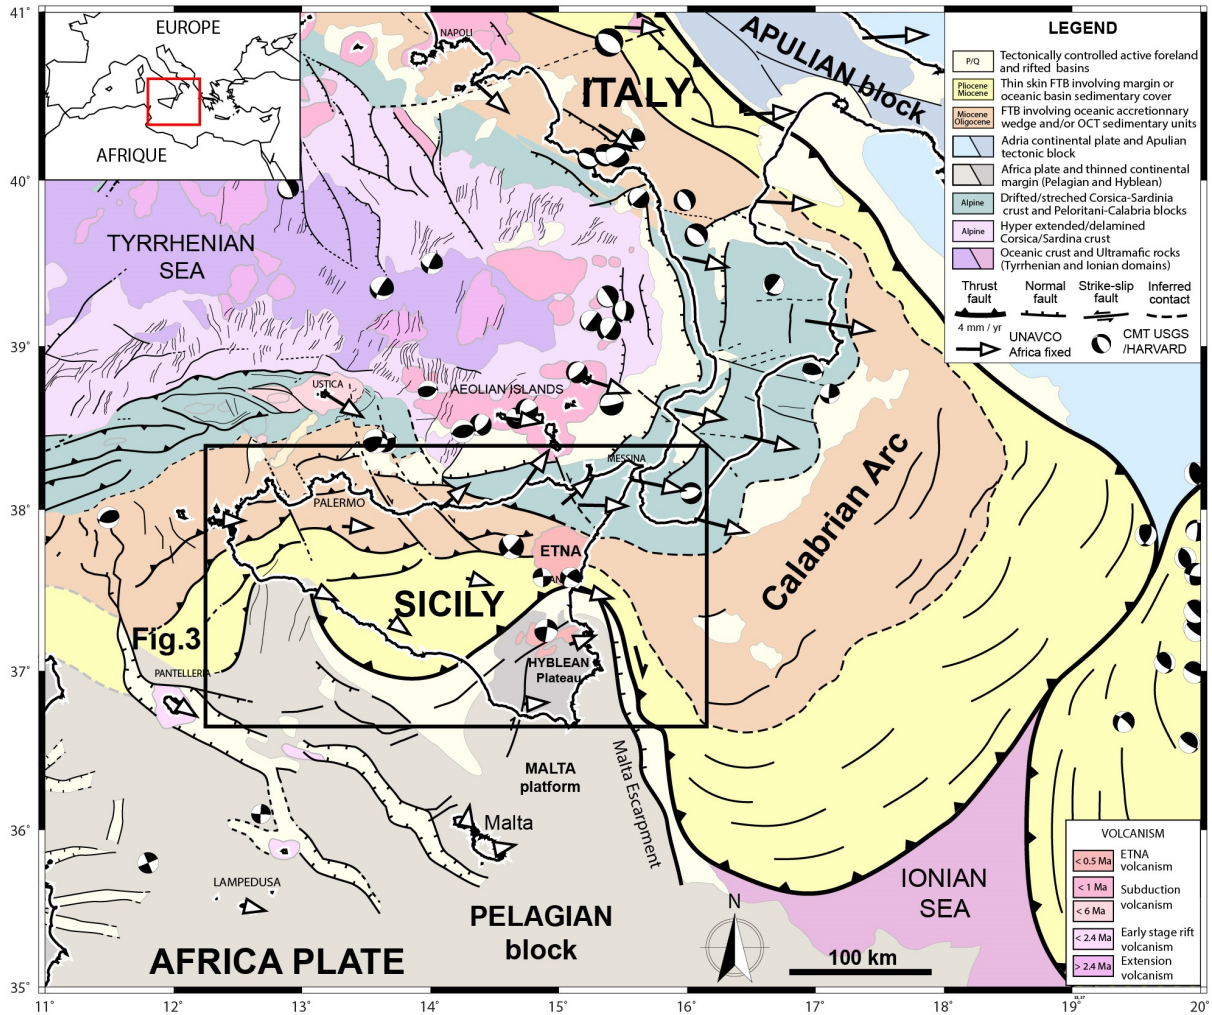 41°
40°
39°
38°
37°
36°
35°
11°
12°
13°
14°
15°
16°
17°
18°
19°
20°
EUROPE
AFRIQUE
NAPOLI
ITALY
APULIAN block
TYRRHENIAN
SEA
USTICA
AEOLIAN ISLANDS
MESSINA
PALERMO
ETNA
SICILY
Calabrian Arc
Fig.3
PANTELLERIA
HYBLEAN
Plateau
MALTA
platform
Malta Escarpment
Malta
LAMPEDUSA
PELAGIAN
block
AFRICA PLATE
IONIAN
SEA
N
100 km
LEGEND
P/Q
Tectonically controlled active foreland
and rifted basins
Pliocene
Miocene
Thin skin FTB involving margin or
oceanic basin sedimentary cover
Miocene
Oligocene
FTB involving oceanic accretionnary
wedge and/or OCT sedimentary units
Adria continental plate and Apulian
tectonic block
Africa plate and thinned continental
margin (Pelagian and Hyblean)
Alpine
Drifted/streched Corsica-Sardinia
crust and Peloritani-Calabria blocks
Alpine
Hyper extended/delamined
Corsica/Sardina crust
Oceanic crust and Ultramafic rocks
(Tyrrhenian and Ionian domains)
Thrust
fault
Normal
fault
Strike-slip
fault
Inferred
contact
4 mm / yr
UNAVCO
Africa fixed
CMT USGS
/HARVARD
VOLCANISM
< 0.5 Ma
ETNA
volcanism
< 1 Ma
Subduction
volcanism
< 6 Ma
< 2.4 Ma
Early stage rift
volcanism
> 2.4 Ma
Extension
volcanism